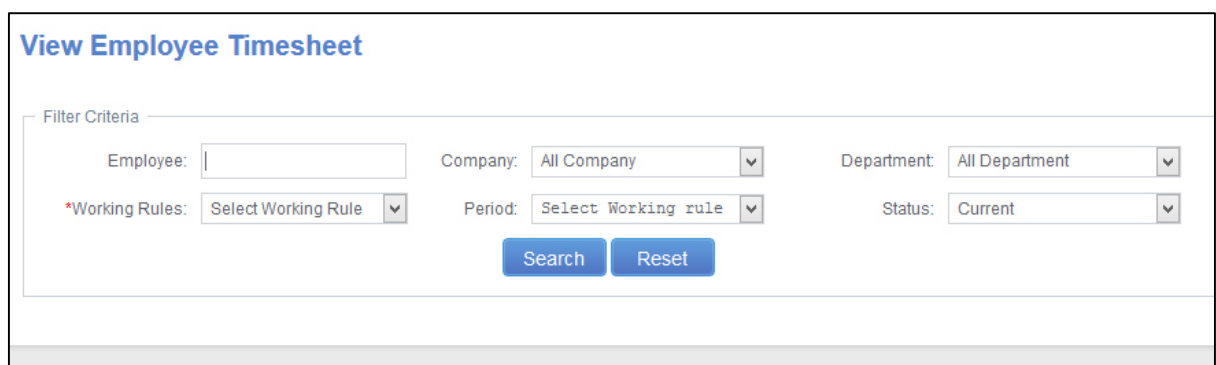 View Employee Timesheet
Filter Criteria
Employee: Company: All Company Department: All Department
*Working Rules: Select Working Rule Period: Select Working rule Status: Current
Search Reset